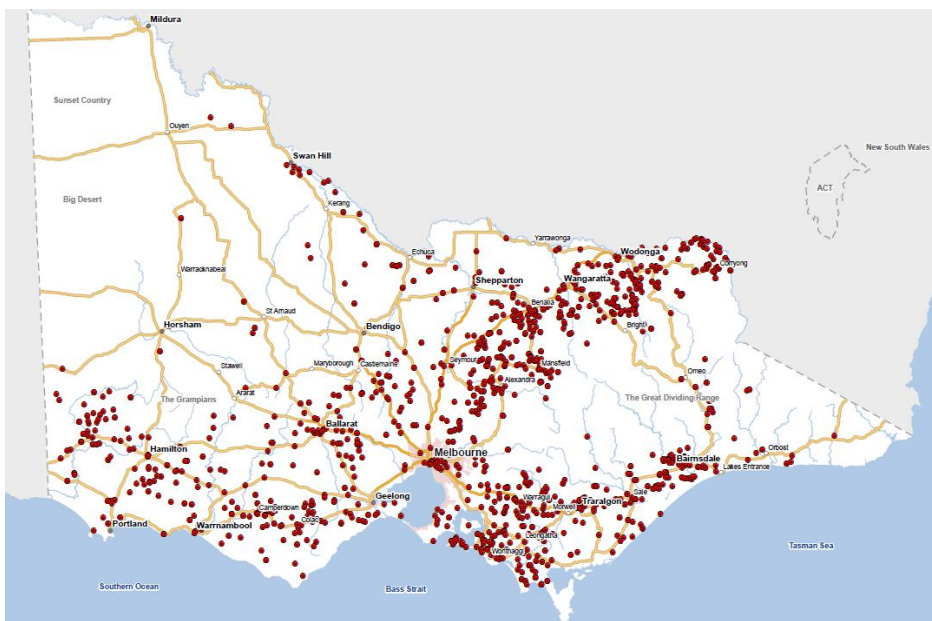 Mildura
Sunset Country
Ouyen
Swan Hill
New South Wales
ACT
Big Desert
Kerang
Yarrawonga
Wodonga
Echuca
Corryong
Warracknabeal
Shepparton
Wangaratta
Benalla
St Arnaud
Horsham
Bendigo
Bright
Stawell
Maryborough
Castlemaine
Seymour
Mansfield
Alexandra
Omeo
Ararat
The Grampians
The Great Dividing Range
Ballarat
Hamilton
Melbourne
Bairnsdale
Orbost
Lakes Entrance
Geelong
Warragul
Sale
Camperdown
Morwell
Traralgon
Portland
Warrnambool
Colac
Leongatha
Wonthaggi
Tasman Sea
Southern Ocean
Bass Strait